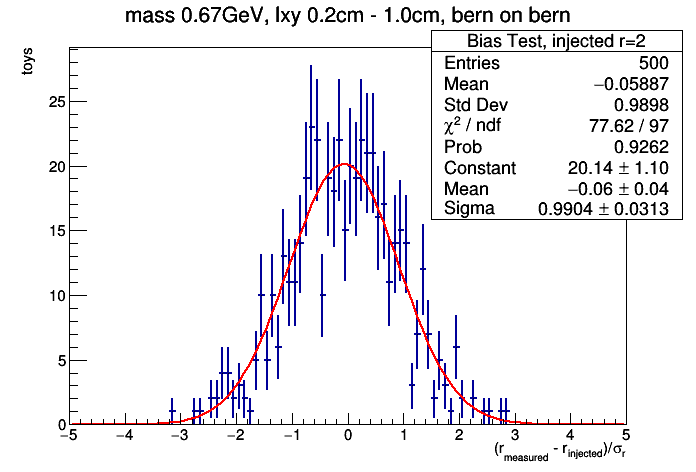 mass 0.67GeV, lxy 0.2cm - 1.0cm, bern on bern
toys
Bias Test, injected r=2
Entries 500
Mean −0.05887
Std Dev 0.9898
χ² / ndf 77.62 / 97
Prob 0.9262
Constant 20.14 ± 1.10
Mean −0.06 ± 0.04
Sigma 0.9904 ± 0.0313
25
20
15
10
5
0
−5 −4 −3 −2 −1 0 1 2 3 4 5
(r_measured - r_injected)/σ_r